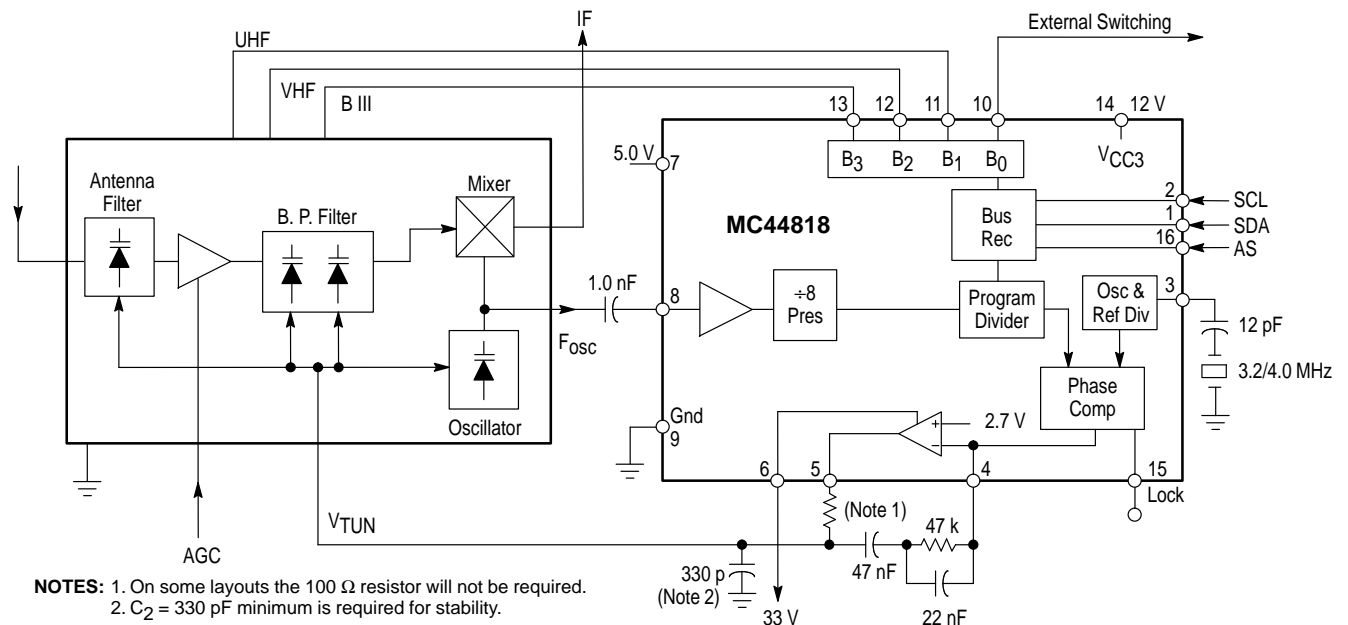 IF
External Switching
UHF
VHF
B III
13
12
11
10
14
12 V
5.0 V
7
B3
B2
B1
B0
VCC3
Antenna
Filter
B. P. Filter
Mixer
MC44818
Bus
Rec
2
SCL
1
SDA
16
AS
1.0 nF
8
÷8
Pres
Program
Divider
Osc &
Ref Div
3
12 pF
3.2/4.0 MHz
Fosc
Phase
Comp
Oscillator
Gnd
9
+
–
2.7 V
6
5
4
15
Lock
(Note 1)
47 k
VTUN
AGC
330 p
(Note 2)
47 nF
33 V
22 nF
NOTES: 1. On some layouts the 100 Ω resistor will not be required.
2. C2 = 330 pF minimum is required for stability.